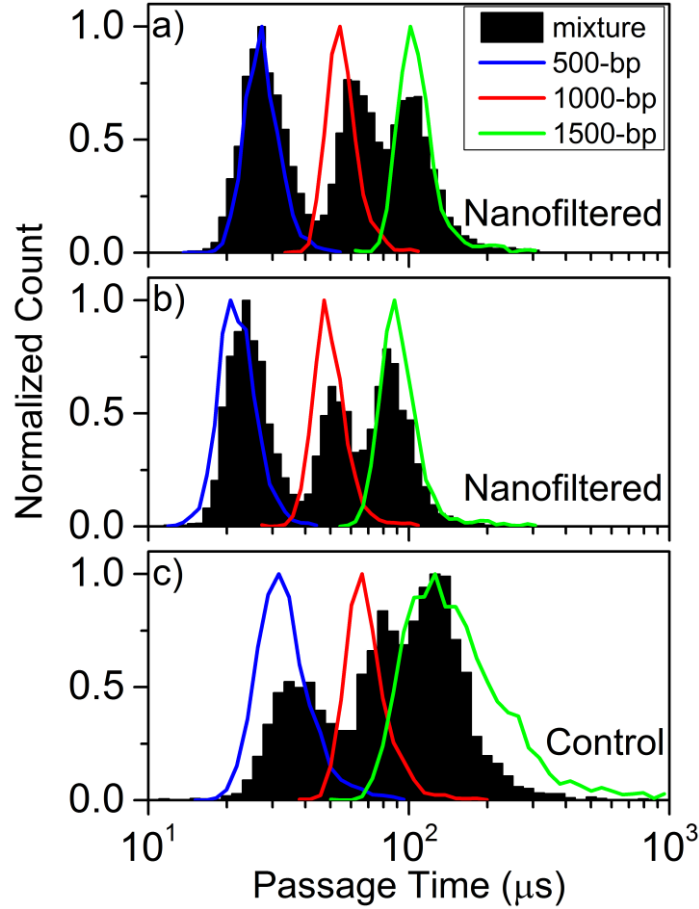 a)
mixture
500-bp
1000-bp
1500-bp
1.0
0.5
0.0
Nanofiltered
b)
1.0
0.5
0.0
Nanofiltered
c)
1.0
0.5
0.0
Control
Normalized Count
10¹ 10² 10³
Passage Time (μs)